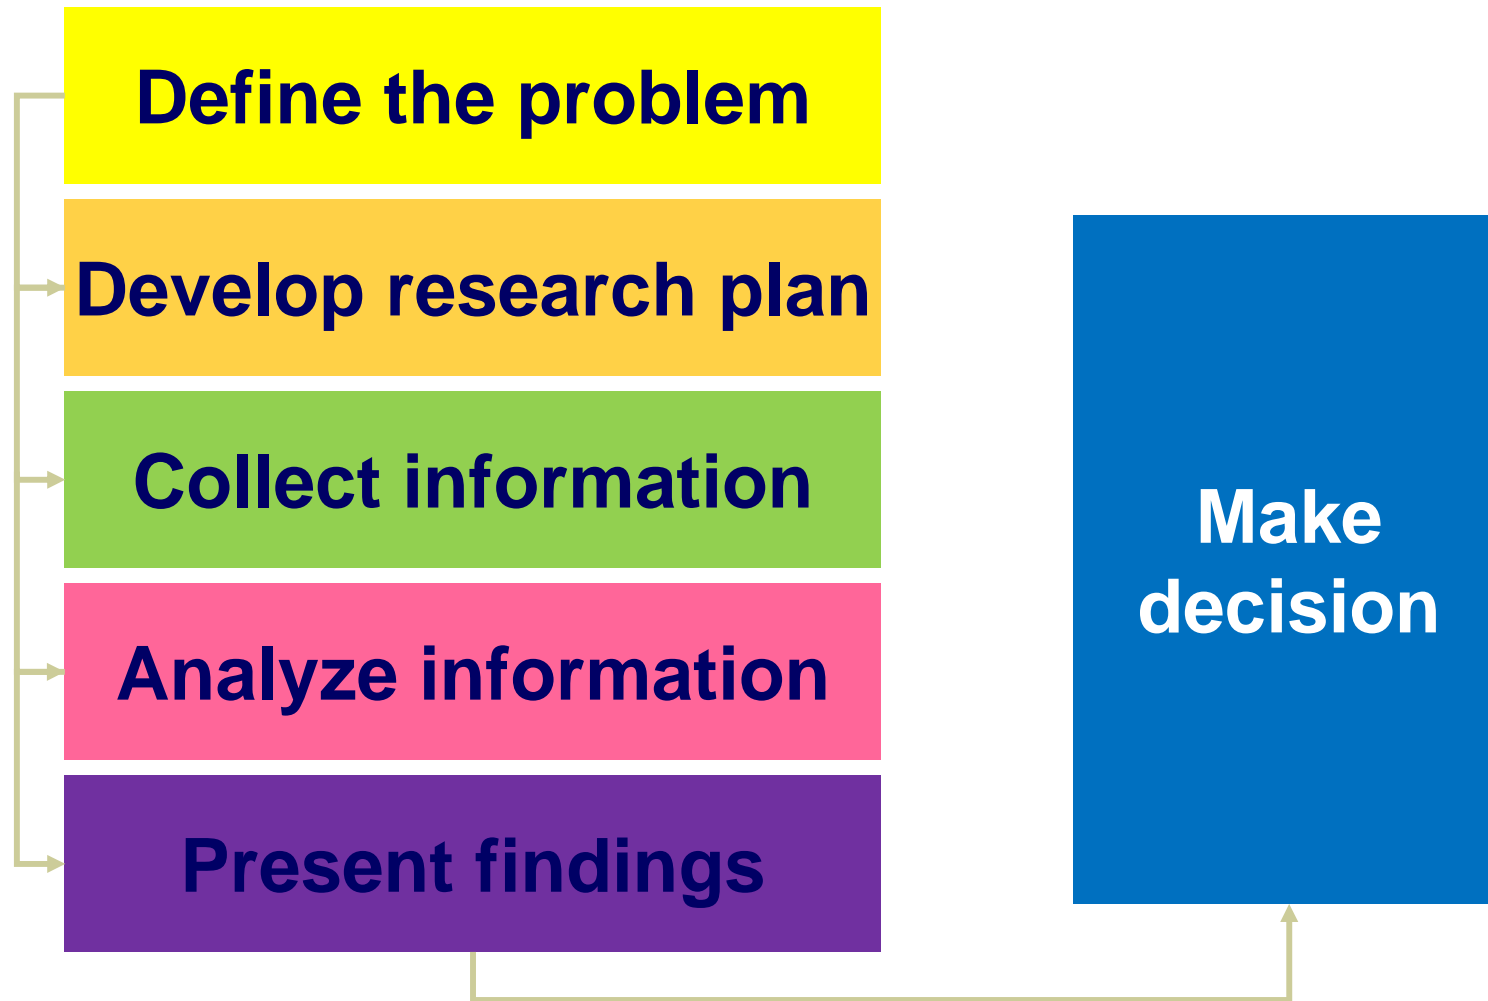 Define the problem
Develop research plan
Collect information
Analyze information
Present findings
Make
decision